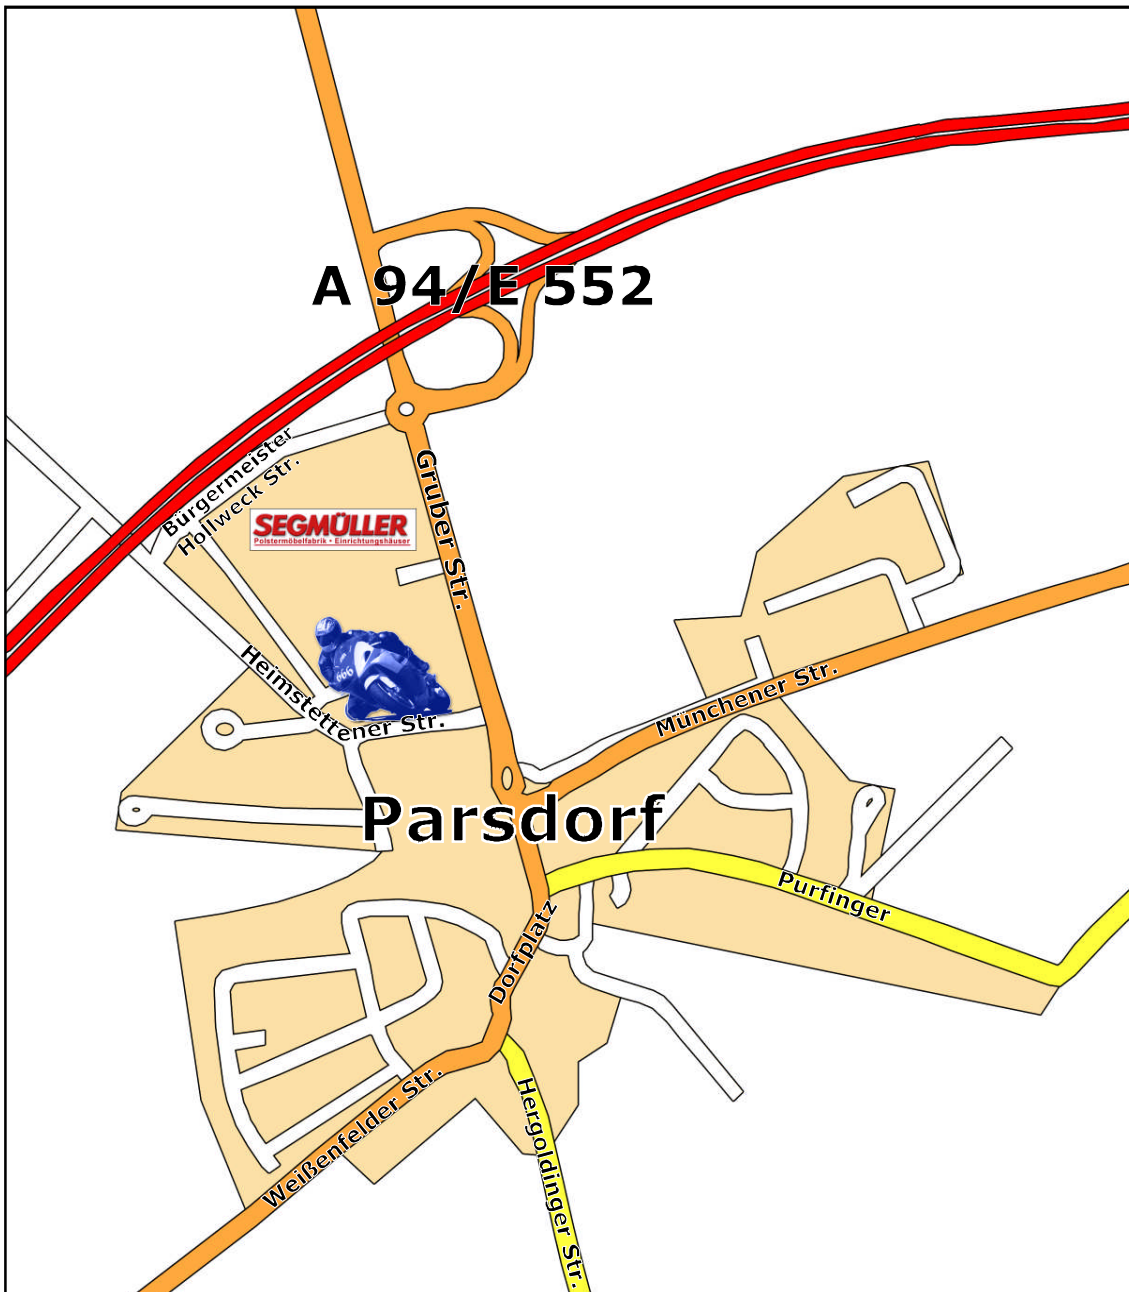 A 94/E 552
Bürgermeister
Hollweck Str.
Gruber Str.
SEGMÜLLER
Polstermöbelfabrik • Einrichtungshäuser
666
Heimstettener Str.
Münchener Str.
Parsdorf
Purfinger
Dorfplatz
Weißenfelder Str.
Hergoldinger Str.